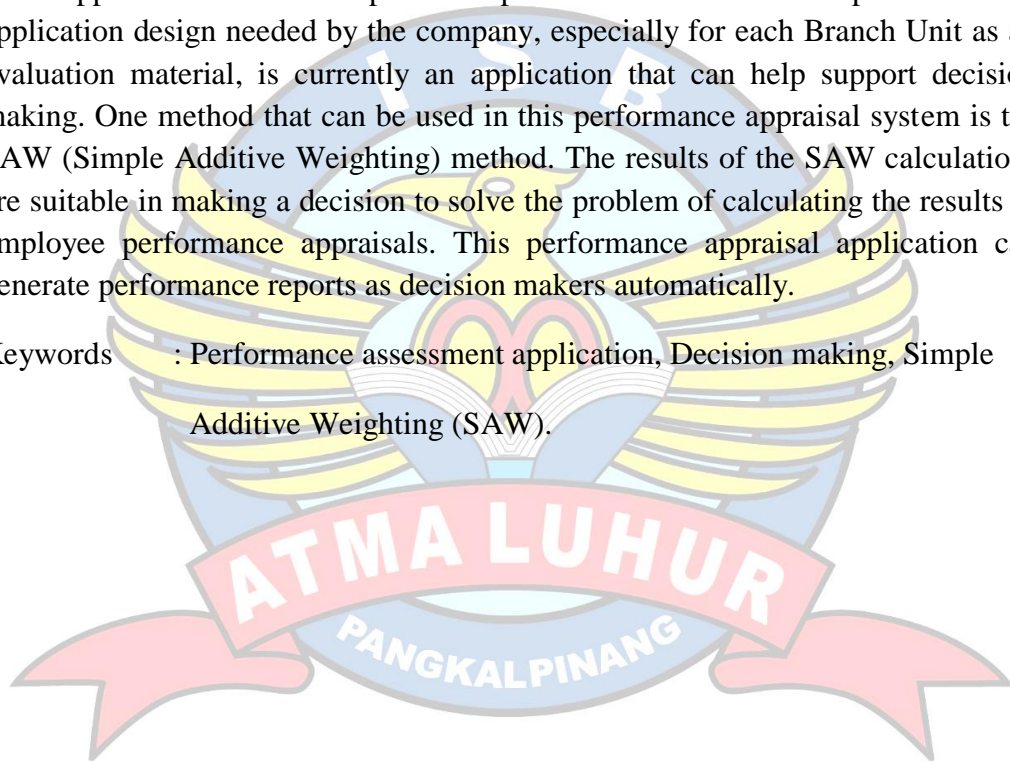 pplication design needed by the company, especially for each Branch Unit as a
valuation material, is currently an application that can help support decisio
naking. One method that can be used in this performance appraisal system is t
AW (Simple Additive Weighting) method. The results of the SAW calculation
re suitable in making a decision to solve the problem of calculating the results
mployee performance appraisals. This performance appraisal application ca
enerate performance reports as decision makers automatically.
Keywords : Performance assessment application, Decision making, Simple
Additive Weighting (SAW).
I S B
ATMA LUHUR
PANGKALPINANG